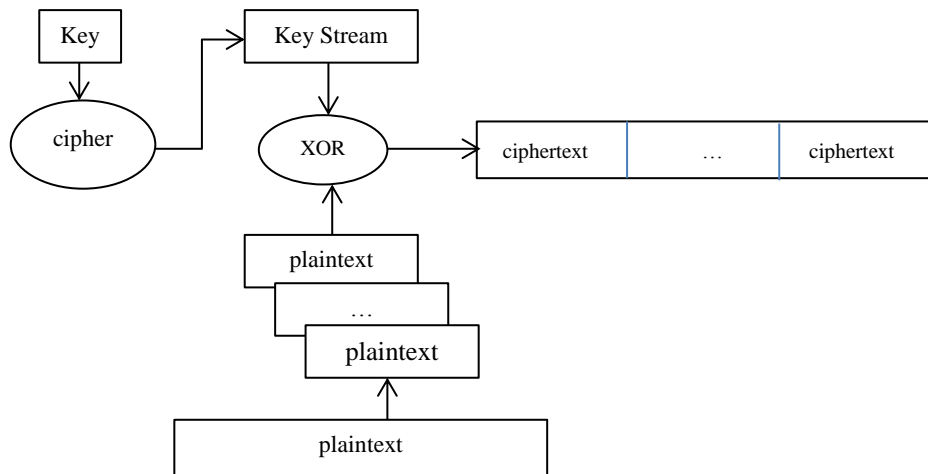 Key
Key Stream
cipher
XOR
ciphertext
…
ciphertext
plaintext
…
plaintext
plaintext